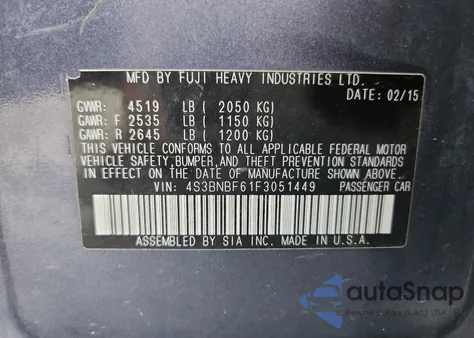 MFD BY FUJI HEAVY INDUSTRIES LTD.
DATE: 02/15
GVWR: 4519 LB ( 2050 KG)
GAWR: F 2535 LB ( 1150 KG)
GAWR: R 2645 LB ( 1200 KG)
THIS VEHICLE CONFORMS TO ALL APPLICABLE FEDERAL MOTOR
VEHICLE SAFETY, BUMPER, AND THEFT PREVENTION STANDARDS
IN EFFECT ON THE DATE OF MANUFACTURE SHOWN ABOVE.
VIN: 4S3BNBF61F3051449 PASSENGER CAR
ASSEMBLED BY SIA INC. MADE IN U.S.A.
autoSnap
aukcji USA